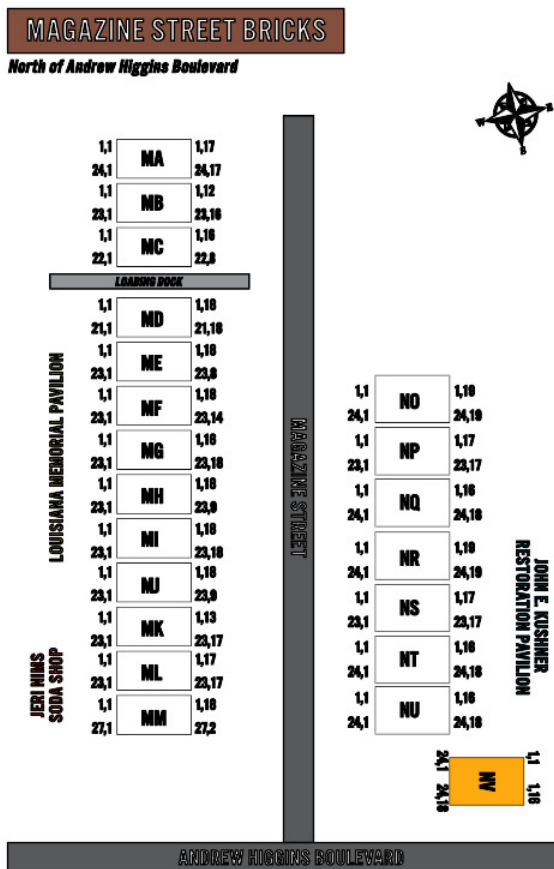 MAGAZINE STREET BRICKS
North of Andrew Higgins Boulevard
N
W
E
S
1,1 MA 1,17
24,1 24,17
1,1 MB 1,12
23,1 23,16
1,1 MC 1,16
22,1 22,8
LOADING DOCK
1,1 MD 1,18
21,1 21,18
1,1 ME 1,18
23,1 23,8
1,1 MF 1,18
23,1 23,14
1,1 MG 1,16
23,1 23,18
1,1 MH 1,18
23,1 23,9
1,1 MI 1,18
23,1 23,18
1,1 MJ 1,18
23,1 23,9
1,1 MK 1,13
23,1 23,17
1,1 ML 1,17
23,1 23,17
1,1 MM 1,18
27,1 27,2
LOUISIANA MEMORIAL PAVILION
JERI NIMS
SODA SHOP
MAGAZINE STREET
1,1 NO 1,19
24,1 24,19
1,1 NP 1,17
23,1 23,17
1,1 NQ 1,16
24,1 24,18
1,1 NR 1,19
24,1 24,19
1,1 NS 1,17
23,1 23,17
1,1 NT 1,16
24,1 24,18
1,1 NU 1,16
24,1 24,18
JOHN E. KUSHNER
RESTORATION PAVILION
1,1 NV 1,16
24,1 24,18
ANDREW HIGGINS BOULEVARD